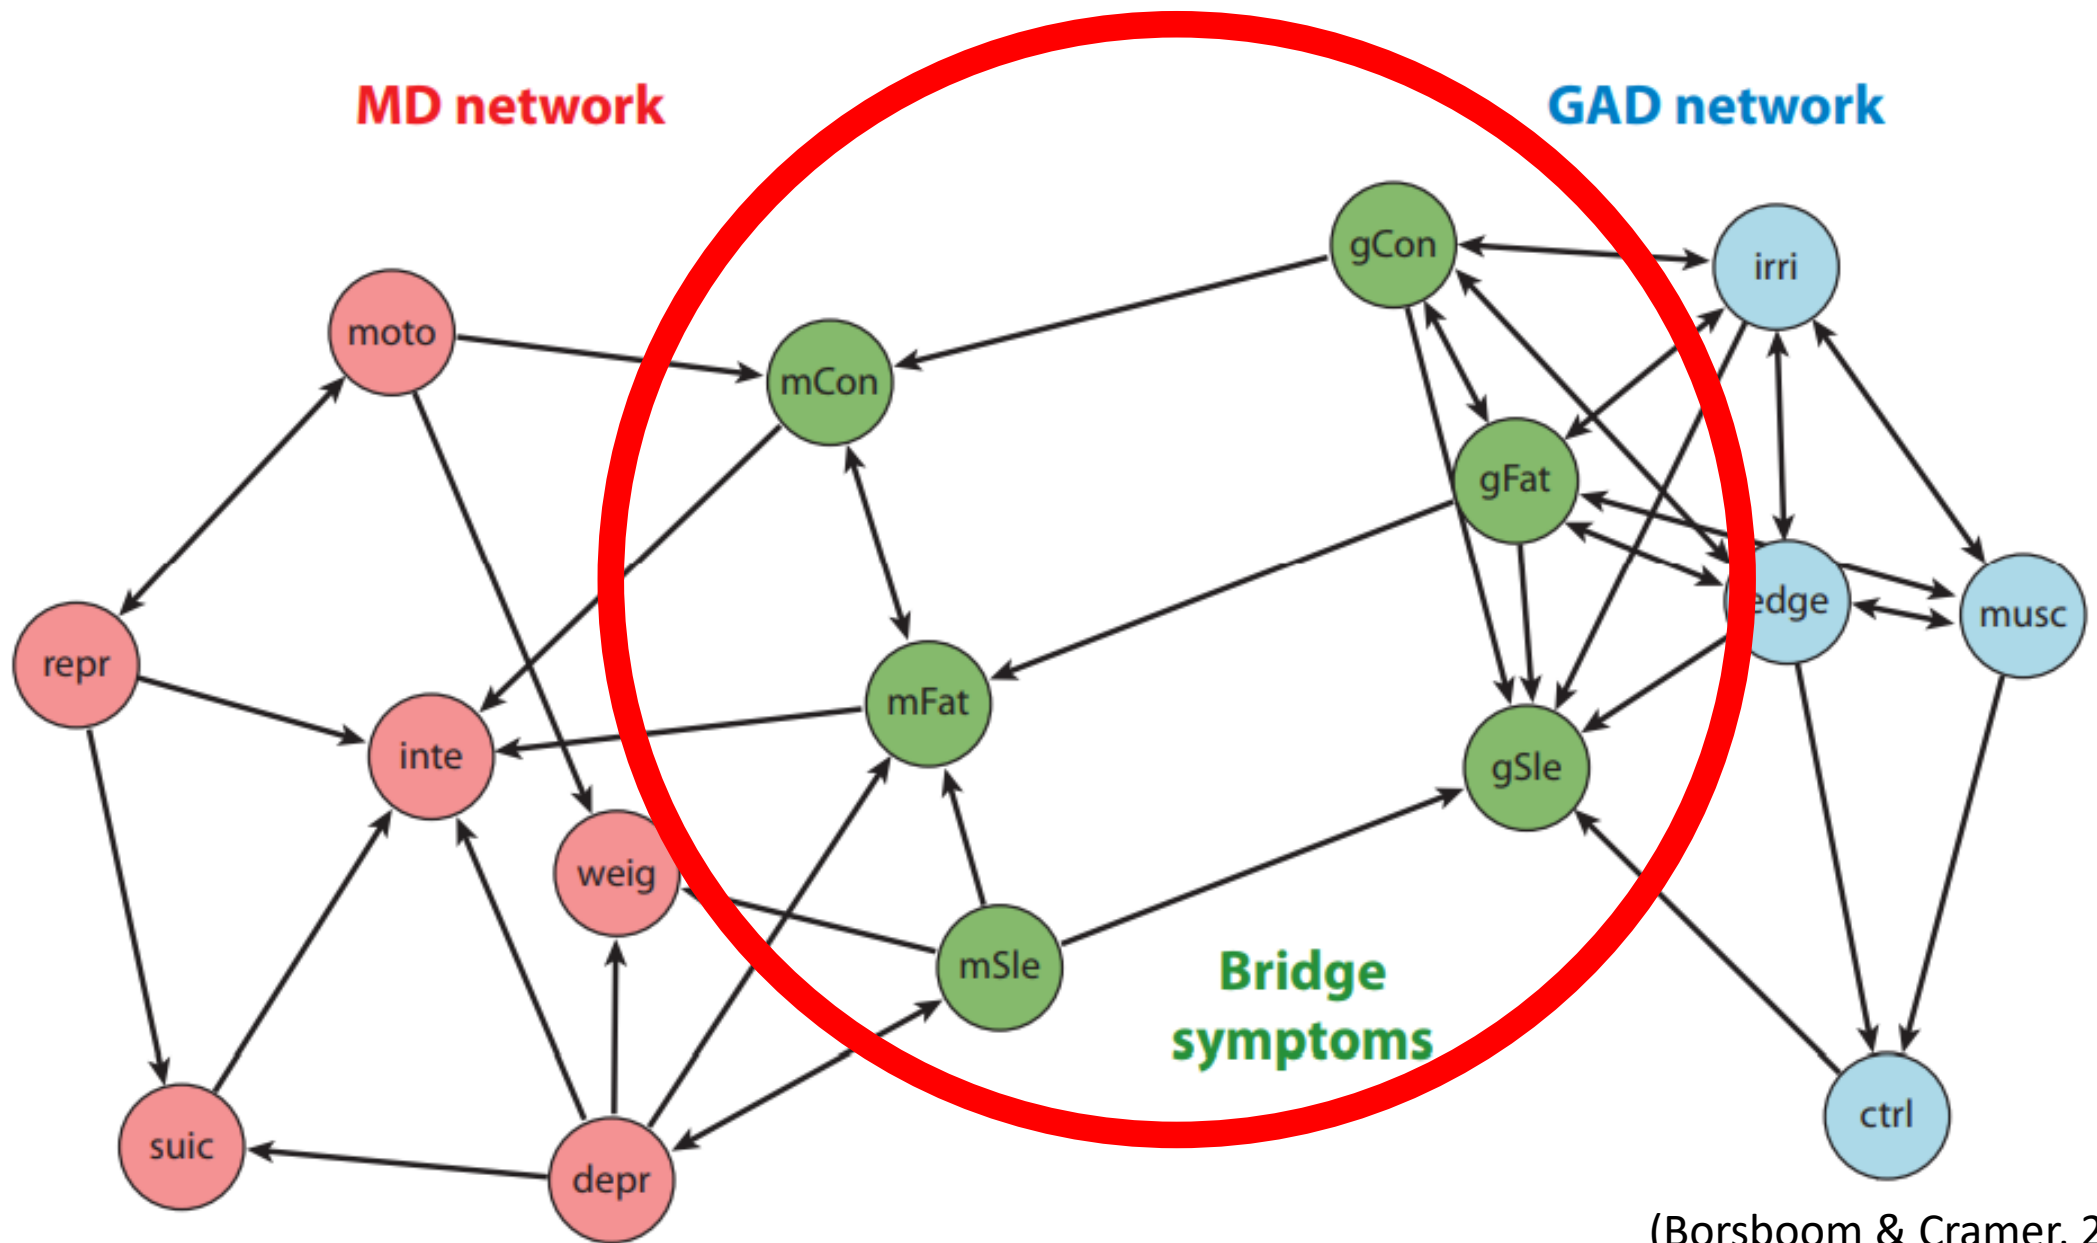 MD network
GAD network
gCon
irri
moto
mCon
gFat
edge
musc
repr
mFat
inte
gSle
weig
mSle
Bridge
symptoms
ctrl
suic
depr
(Borsboom & Cramer, 2